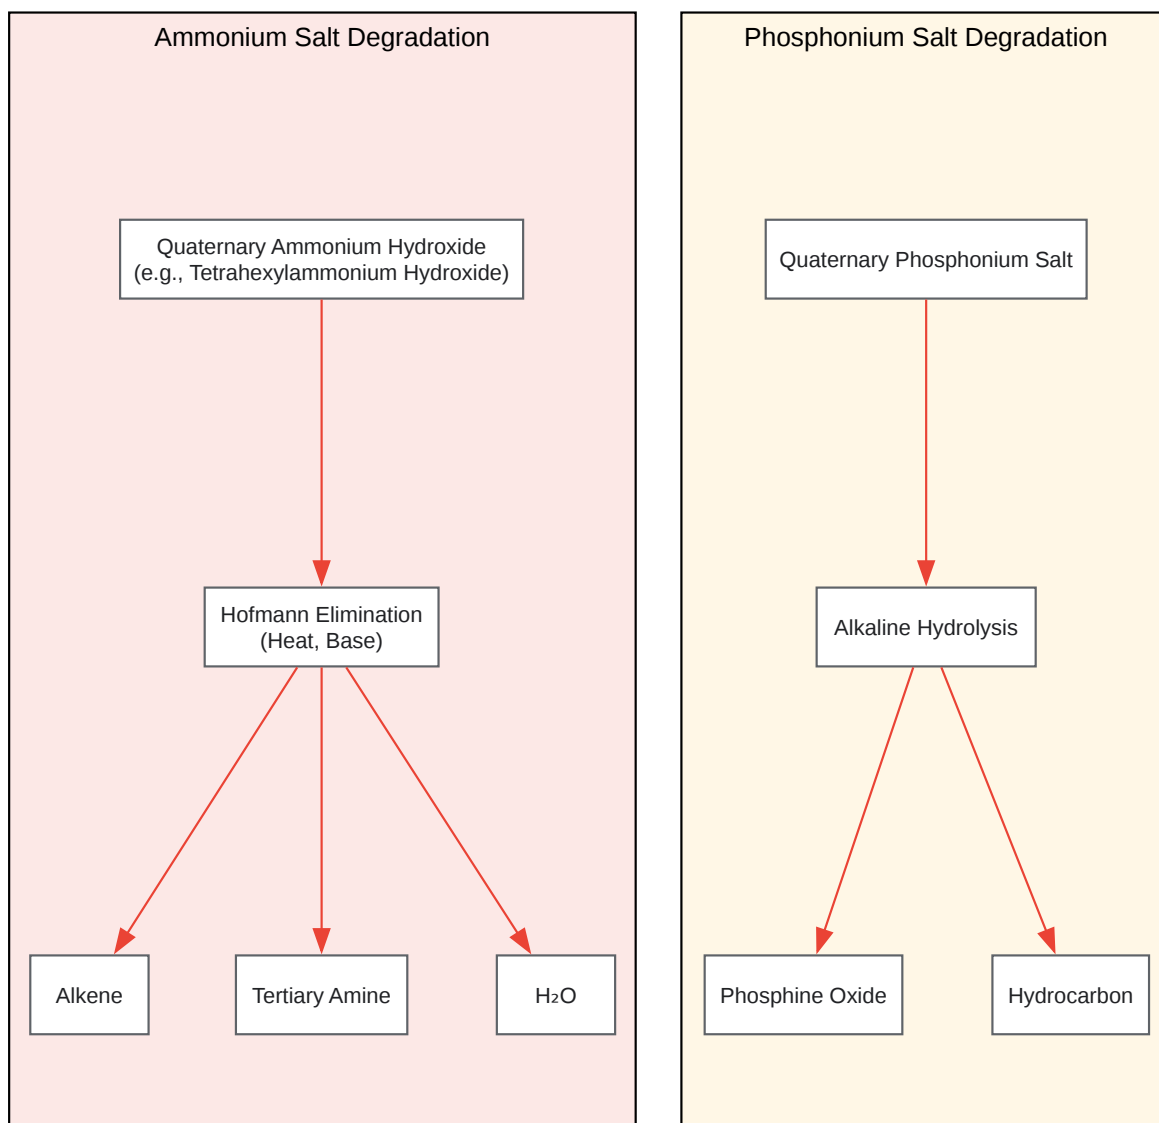 Ammonium Salt Degradation
Quaternary Ammonium Hydroxide
(e.g., Tetrahexylammonium Hydroxide)
Hofmann Elimination
(Heat, Base)
Alkene
Tertiary Amine
H₂O
Phosphonium Salt Degradation
Quaternary Phosphonium Salt
Alkaline Hydrolysis
Phosphine Oxide
Hydrocarbon